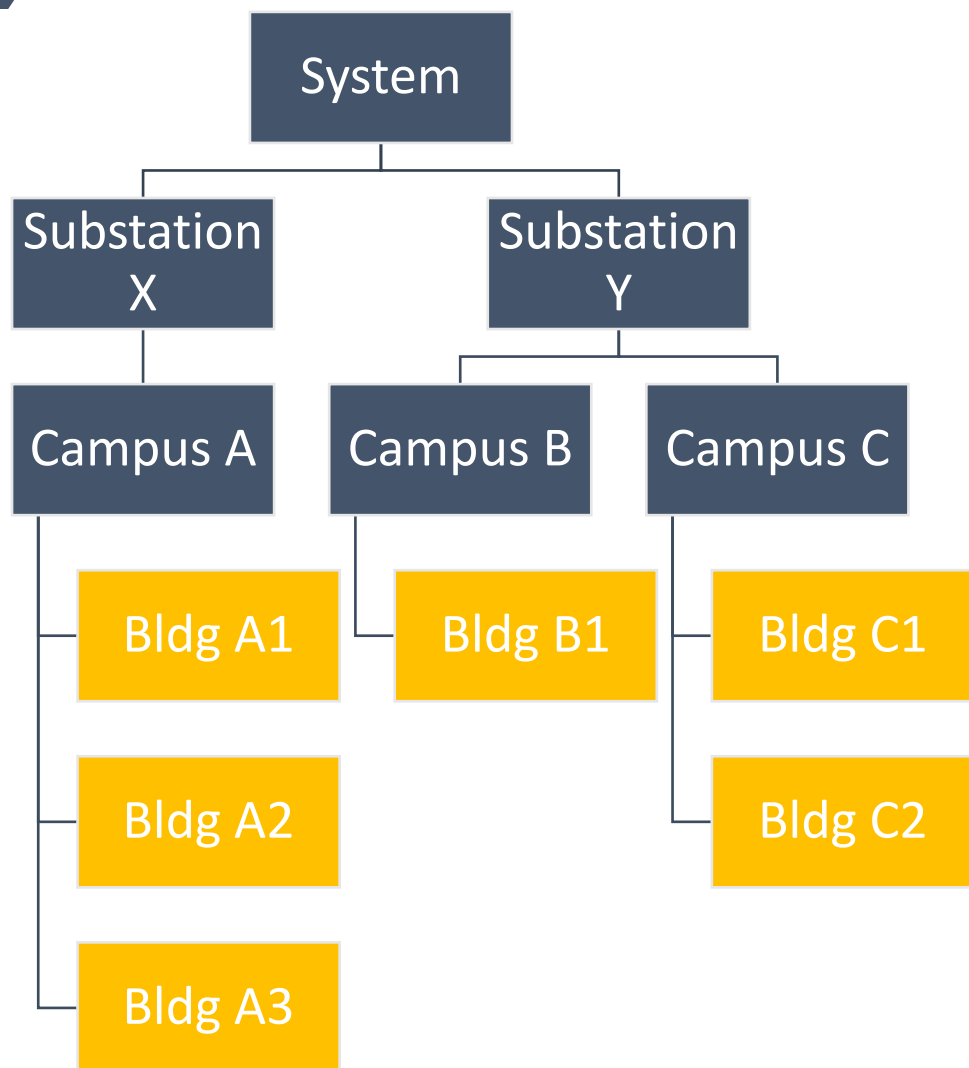 System
Substation
X
Substation
Y
Campus A
Campus B
Campus C
Bldg A1
Bldg B1
Bldg C1
Bldg A2
Bldg C2
Bldg A3